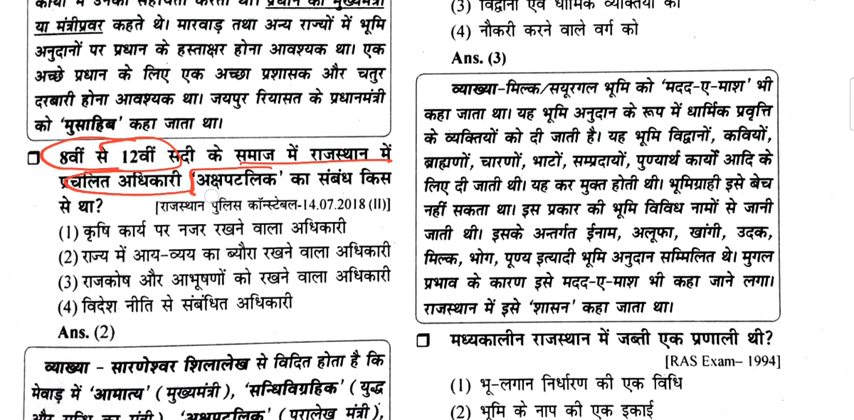 कार्यों में उनकी सहायता करता था। प्रधान को मुख्यमंत्री
या मंत्रीप्रवर कहते थे। मारवाड़ तथा अन्य राज्यों में भूमि
अनुदानों पर प्रधान के हस्ताक्षर होना आवश्यक था। एक
अच्छे प्रधान के लिए एक अच्छा प्रशासक और चतुर
दरबारी होना आवश्यक था। जयपुर रियासत के प्रधानमंत्री
को 'मुसाहिब' कहा जाता था।
8वीं से 12वीं सदी के समाज में राजस्थान में
प्रचलित अधिकारी 'अक्षपटलिक' का संबंध किस
से था? [राजस्थान पुलिस कॉन्स्टेबल-14.07.2018 (II)]
(1) कृषि कार्य पर नजर रखने वाला अधिकारी
(2) राज्य में आय-व्यय का ब्यौरा रखने वाला अधिकारी
(3) राजकोष और आभूषणों को रखने वाला अधिकारी
(4) विदेश नीति से संबंधित अधिकारी
Ans. (2)
व्याख्या - सारणेश्वर शिलालेख से विदित होता है कि
मेवाड़ में 'आमात्य' (मुख्यमंत्री), 'सन्धिविग्रहिक' (युद्ध
और सन्धि का मंत्री), 'अक्षपटलिक' (पुरालेख मंत्री),
(3) विद्वानों एवं धार्मिक व्यक्तियों को
(4) नौकरी करने वाले वर्ग को
Ans. (3)
व्याख्या-मिल्क/सयूरगल भूमि को 'मदद-ए-माश' भी
कहा जाता था। यह भूमि अनुदान के रूप में धार्मिक प्रवृत्ति
के व्यक्तियों को दी जाती है। यह भूमि विद्वानों, कवियों,
ब्राह्मणों, चारणों, भाटों, सम्प्रदायों, पुण्यार्थ कार्यों आदि के
लिए दी जाती थी। यह कर मुक्त होती थी। भूमिग्राही इसे बेच
नहीं सकता था। इस प्रकार की भूमि विविध नामों से जानी
जाती थी। इसके अन्तर्गत ईनाम, अलूफा, खांगी, उदक,
मिल्क, भोग, पूण्य इत्यादी भूमि अनुदान सम्मिलित थे। मुगल
प्रभाव के कारण इसे मदद-ए-माश भी कहा जाने लगा।
राजस्थान में इसे 'शासन' कहा जाता था।
मध्यकालीन राजस्थान में जब्ती एक प्रणाली थी?
[RAS Exam– 1994]
(1) भू-लगान निर्धारण की एक विधि
(2) भूमि के नाप की एक इकाई